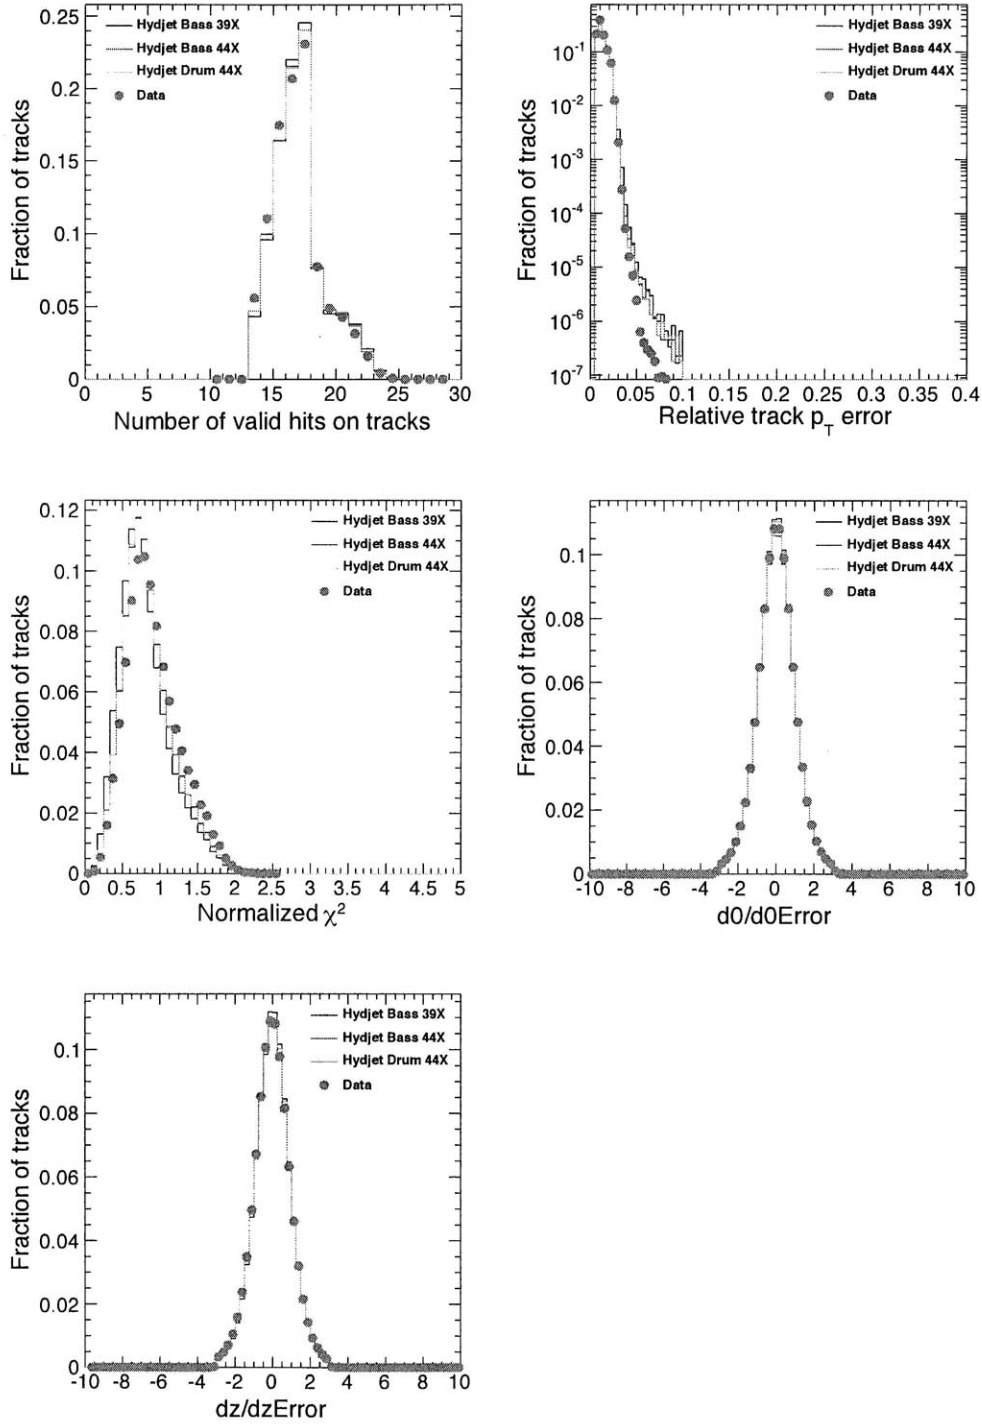 Fraction of tracks
0.25
0.2
0.15
0.1
0.05
0
Hydjet Bass 39X
Hydjet Bass 44X
Hydjet Drum 44X
Data
0 5 10 15 20 25 30
Number of valid hits on tracks
Fraction of tracks
10^-1
10^-2
10^-3
10^-4
10^-5
10^-6
10^-7
Hydjet Bass 39X
Hydjet Bass 44X
Hydjet Drum 44X
Data
0 0.05 0.1 0.15 0.2 0.25 0.3 0.35 0.4
Relative track p_T error
Fraction of tracks
0.12
0.1
0.08
0.06
0.04
0.02
0
Hydjet Bass 39X
Hydjet Bass 44X
Hydjet Drum 44X
Data
0 0.5 1 1.5 2 2.5 3 3.5 4 4.5 5
Normalized χ²
Fraction of tracks
0.1
0.08
0.06
0.04
0.02
0
Hydjet Bass 39X
Hydjet Bass 44X
Hydjet Drum 44X
Data
-10 -8 -6 -4 -2 0 2 4 6 8 10
d0/d0Error
Fraction of tracks
0.1
0.08
0.06
0.04
0.02
0
Hydjet Bass 39X
Hydjet Bass 44X
Hydjet Drum 44X
Data
-10 -8 -6 -4 -2 0 2 4 6 8 10
dz/dzError